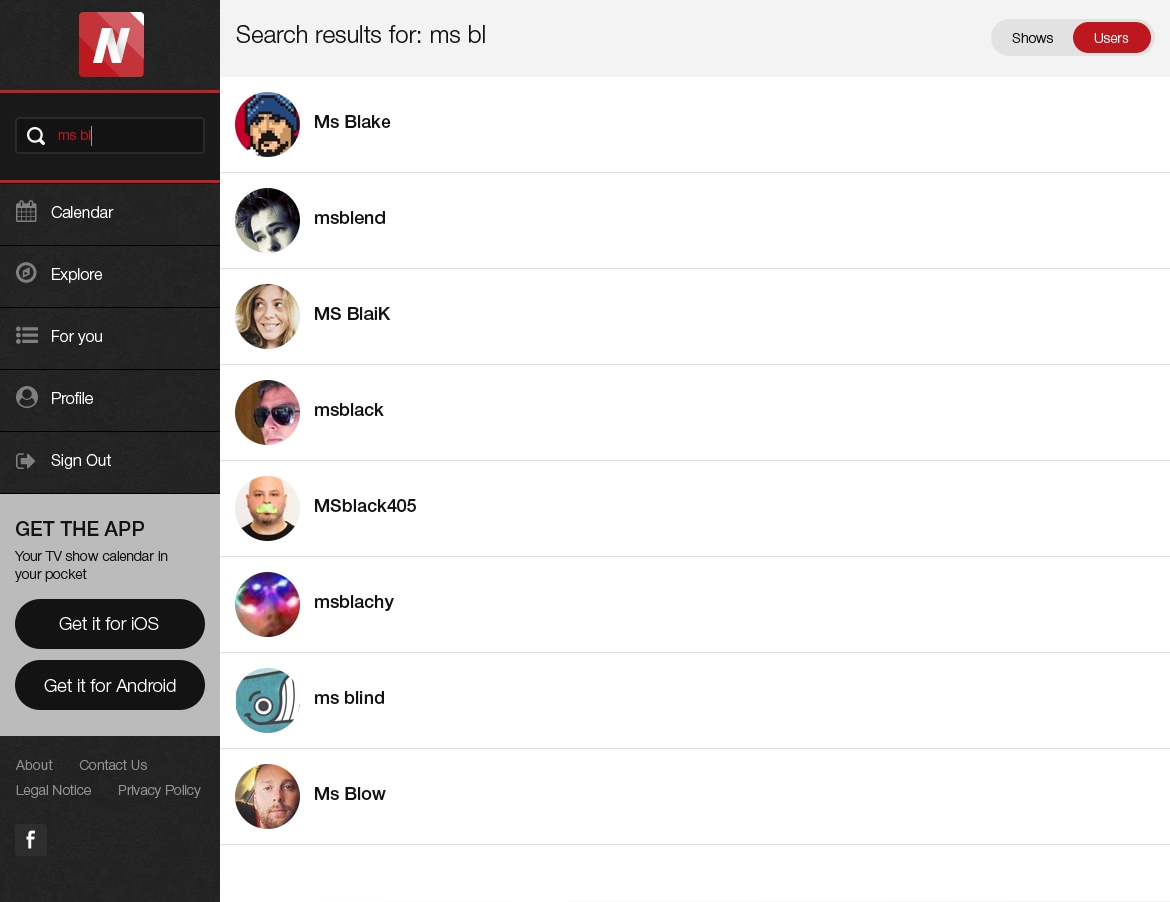 N
ms bl
Calendar
Explore
For you
Profile
Sign Out
GET THE APP
Your TV show calendar in
your pocket
Get it for iOS
Get it for Android
About Contact Us
Legal Notice Privacy Policy
f
Search results for: ms bl
Shows Users
Ms Blake
msblend
MS BlaiK
msblack
MSblack405
msblachy
ms blind
Ms Blow